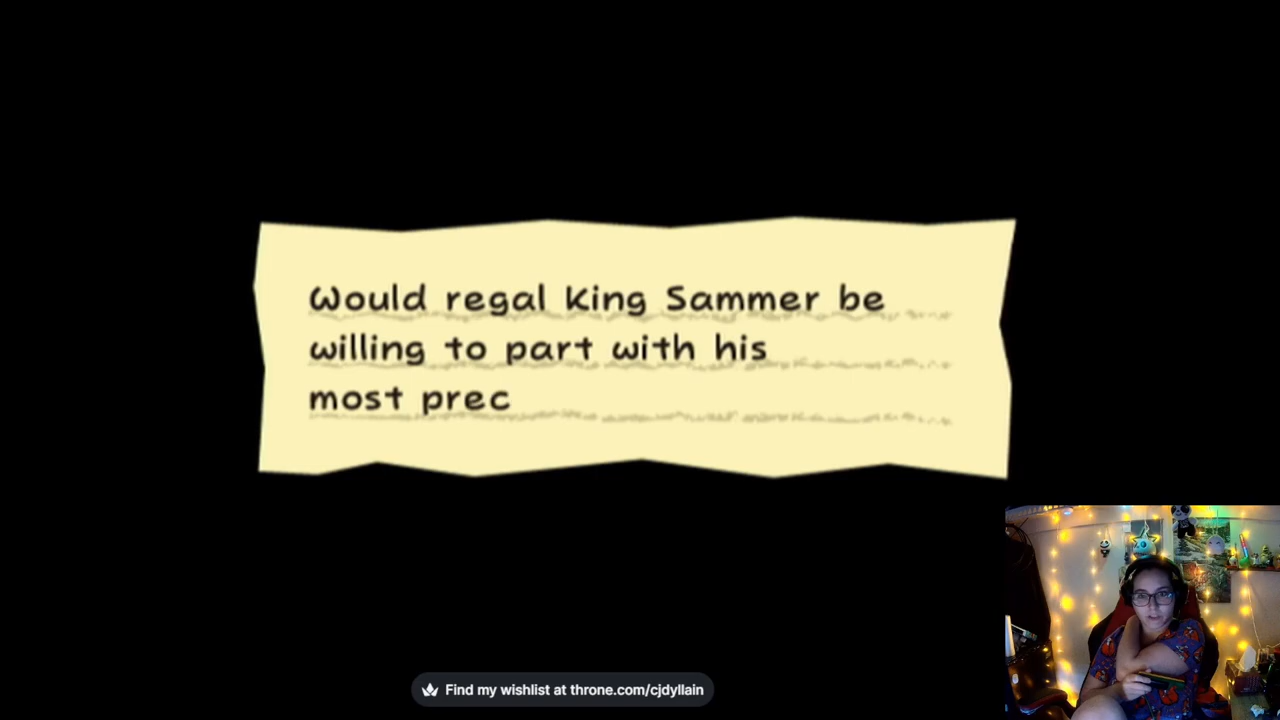 Would regal King Sammer be
willing to part with his
most prec
Find my wishlist at throne.com/cjdyllain